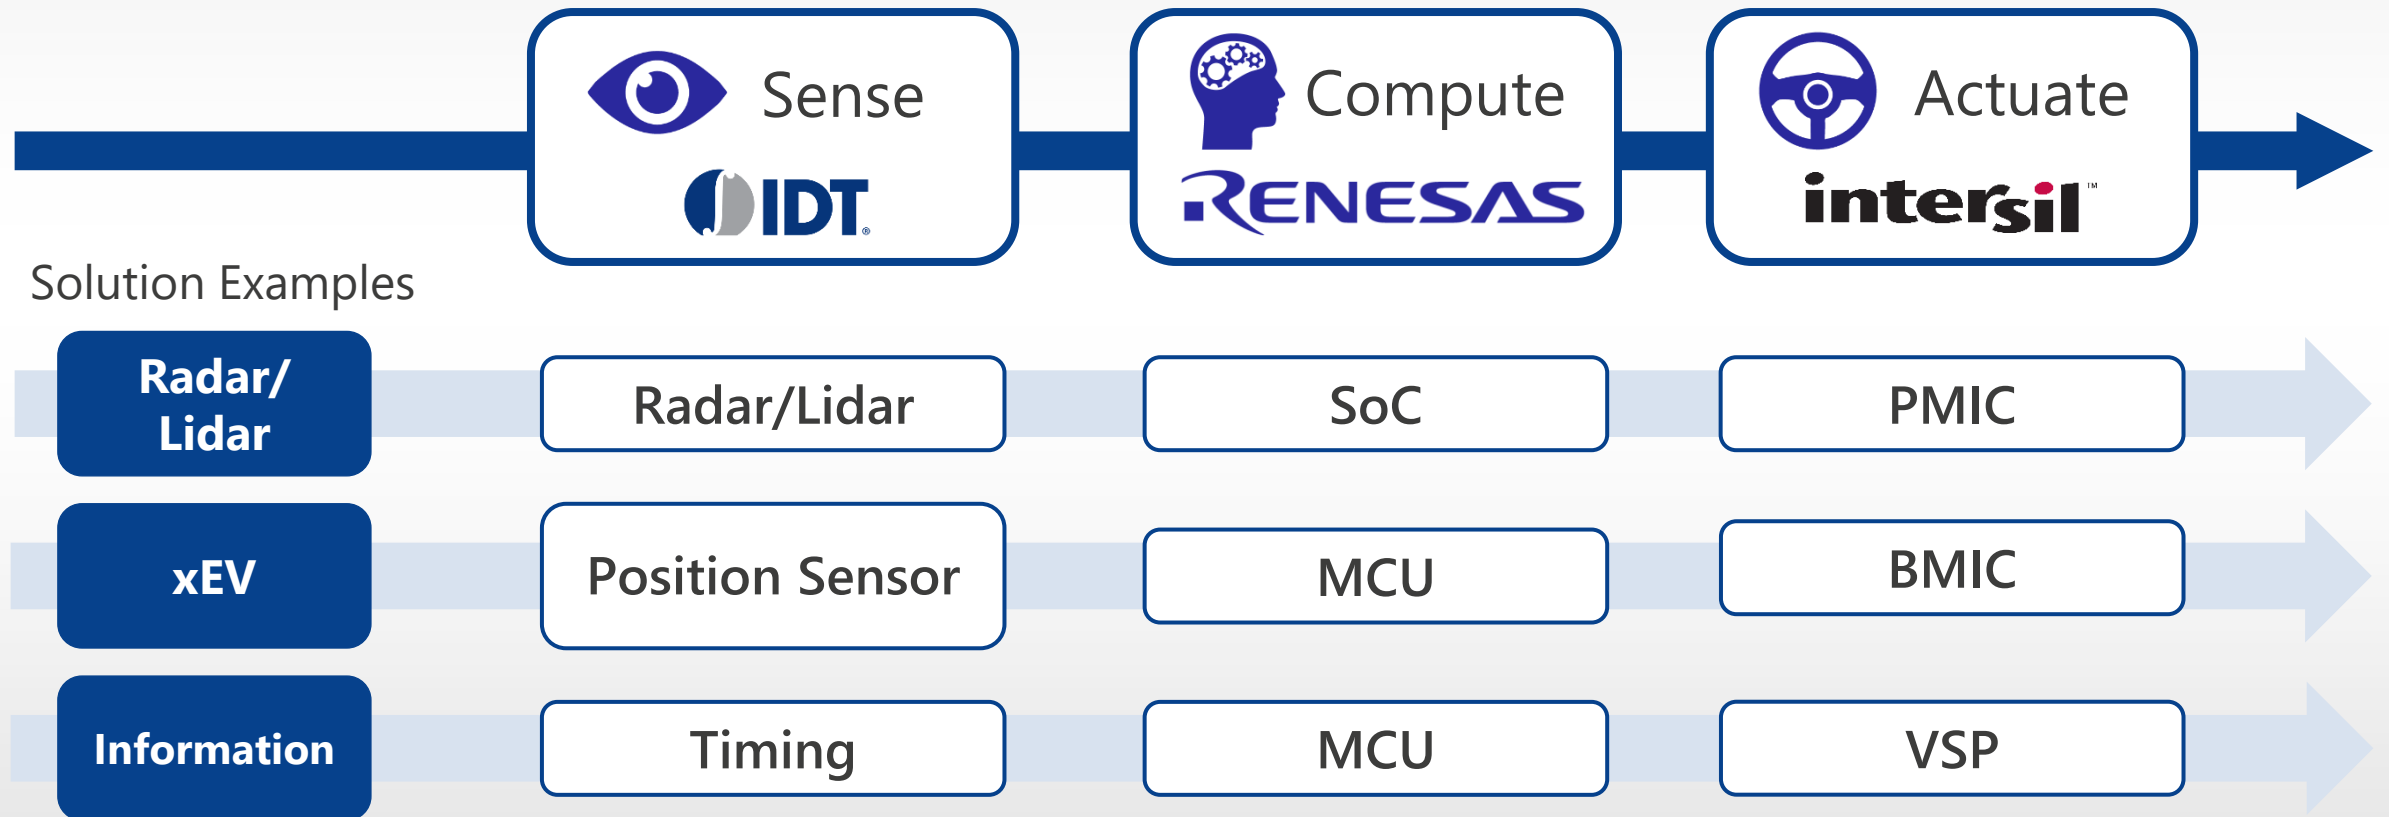 Sense
IDT®
Compute
RENESAS
Actuate
intersil™
Solution Examples
Radar/
Lidar
Radar/Lidar
SoC
PMIC
xEV
Position Sensor
MCU
BMIC
Information
Timing
MCU
VSP